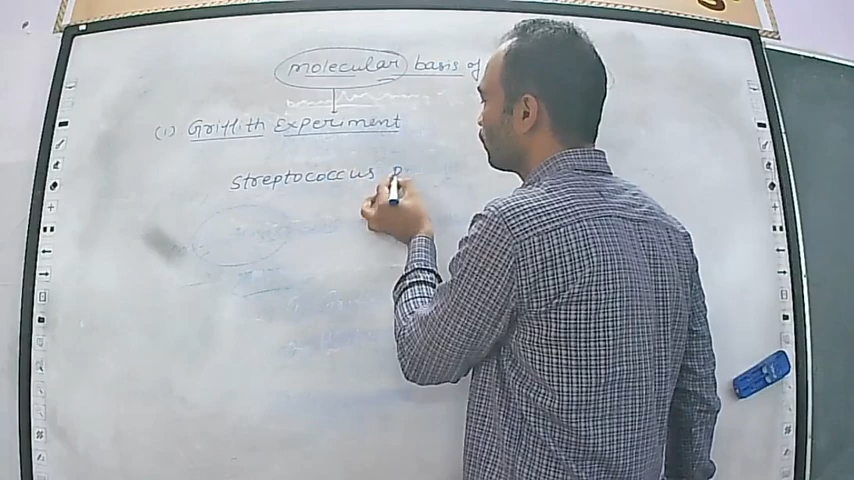 molecular basis of
(1) Griffith Experiment
streptococcus P